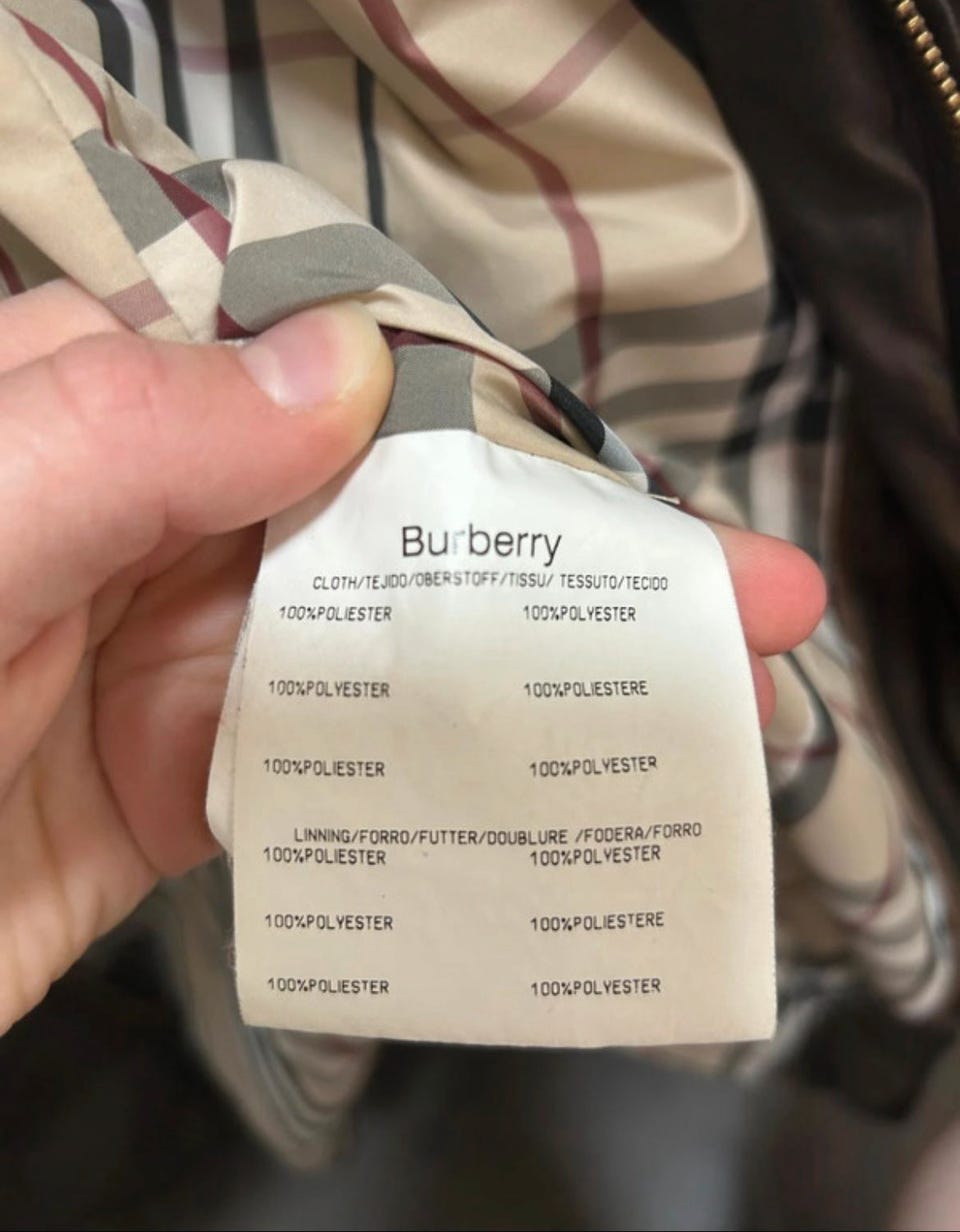 Burberry
CLOTH/TEJIDO/OBERSTOFF/TISSU/ TESSUTO/TECIDO
100%POLIESTER 100%POLYESTER
100%POLYESTER 100%POLIESTERE
100%POLIESTER 100%POLYESTER
LINNING/FORRO/FUTTER/DOUBLURE /FODERA/FORRO
100%POLIESTER 100%POLYESTER
100%POLYESTER 100%POLIESTERE
100%POLIESTER 100%POLYESTER